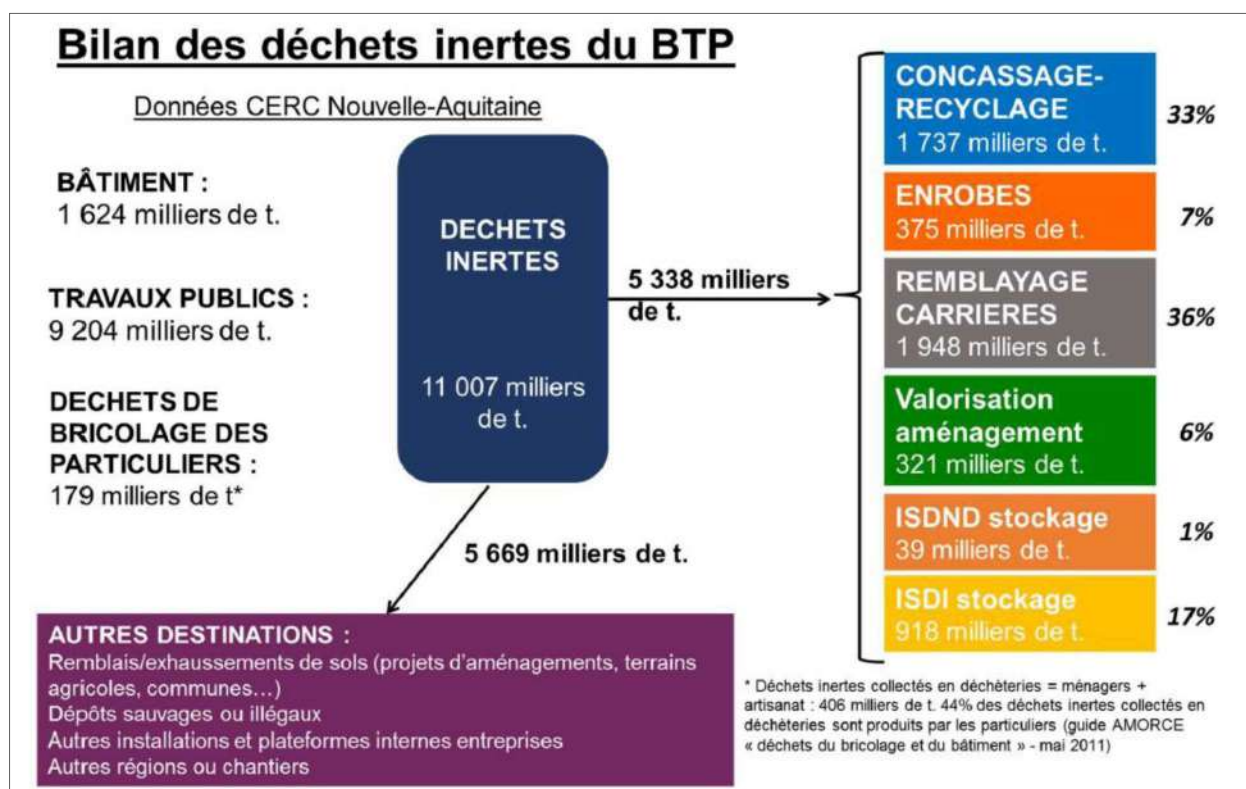 Bilan des déchets inertes du BTP
Données CERC Nouvelle-Aquitaine
BÂTIMENT :
1 624 milliers de t.
TRAVAUX PUBLICS :
9 204 milliers de t.
DECHETS DE
BRICOLAGE DES
PARTICULIERS :
179 milliers de t*
DECHETS
INERTES
11 007 milliers
de t.
5 338 milliers
de t.
5 669 milliers de t.
CONCASSAGE-
RECYCLAGE
1 737 milliers de t.
33%
ENROBES
375 milliers de t.
7%
REMBLAYAGE
CARRIERES
1 948 milliers de t.
36%
Valorisation
aménagement
321 milliers de t.
6%
ISDND stockage
39 milliers de t.
1%
ISDI stockage
918 milliers de t.
17%
AUTRES DESTINATIONS :
Remblais/exhaussements de sols (projets d'aménagements, terrains
agricoles, communes…)
Dépôts sauvages ou illégaux
Autres installations et plateforme internes entreprises
Autres régions ou chantiers
* Déchets inertes collectés en déchèteries = ménagers +
artisanat : 406 milliers de t. 44% des déchets inertes collectés en
déchèteries sont produits par les particuliers (guide AMORCE
« déchets du bricolage et du bâtiment » - mai 2011)